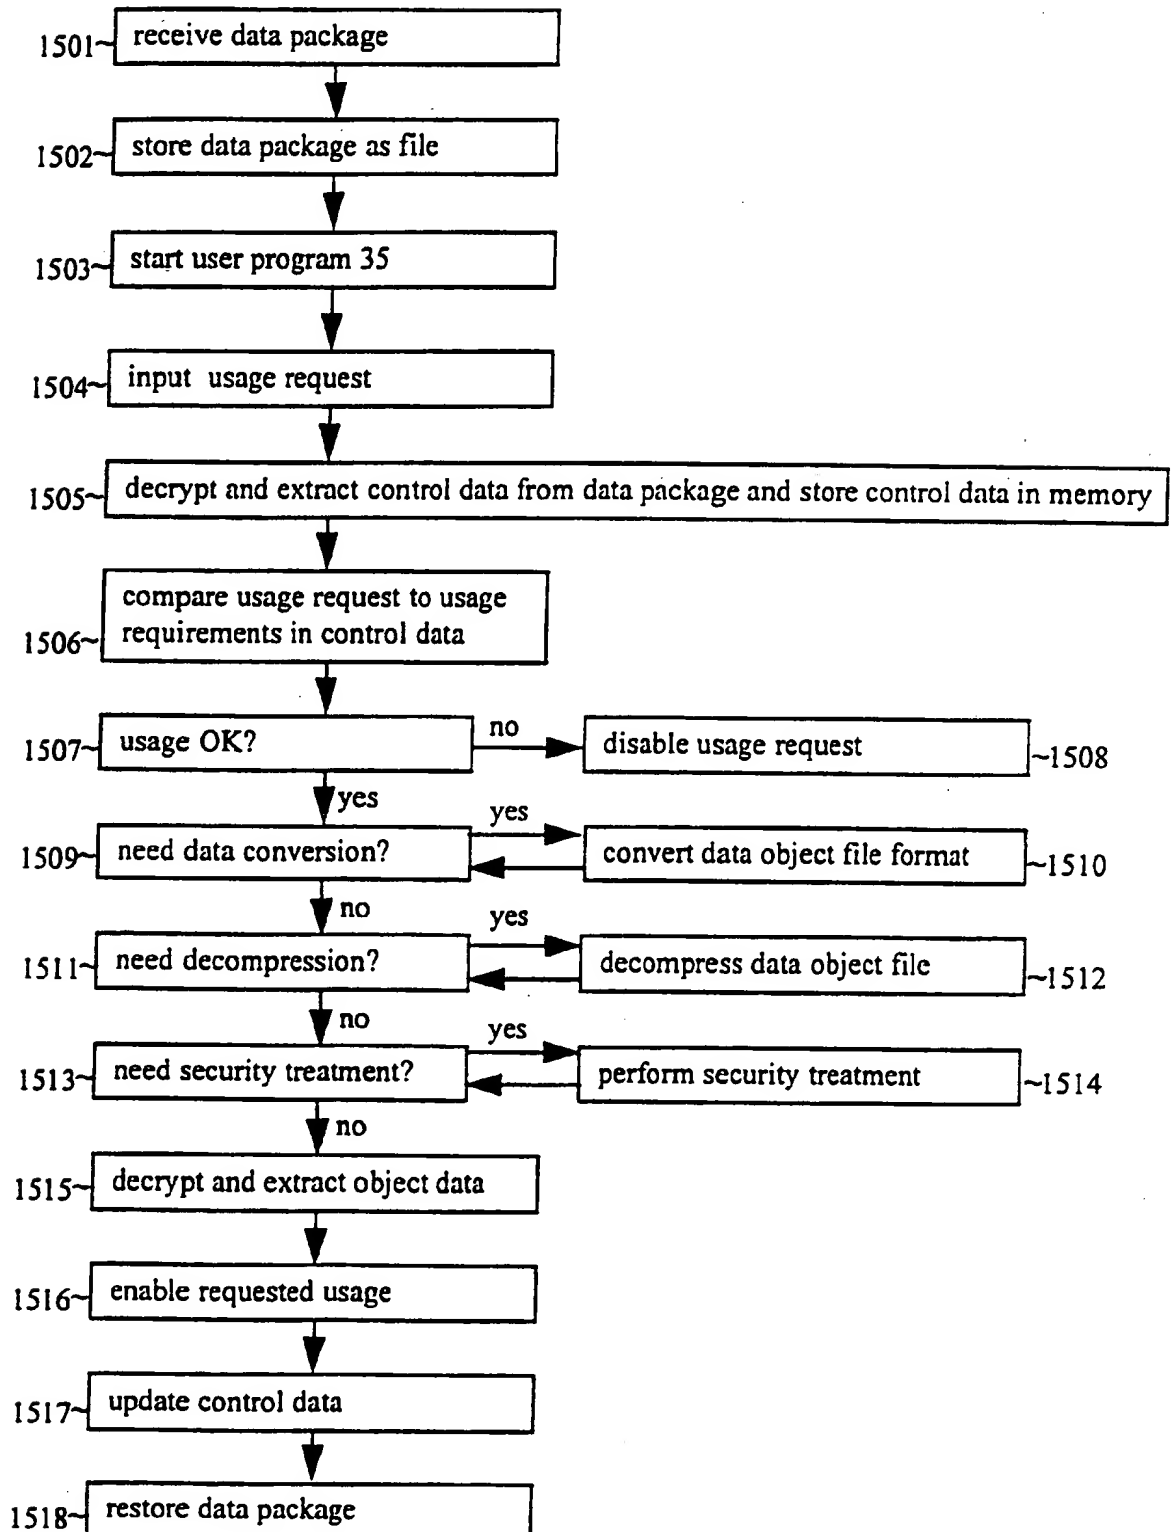 1501~ receive data package
1502~ store data package as file
1503~ start user program 35
1504~ input usage request
1505~ decrypt and extract control data from data package and store control data in memory
compare usage request to usage
1506~ requirements in control data
1507~ usage OK? no disable usage request ~1508
yes
yes
1509~ need data conversion? convert data object file format ~1510
no
yes
1511~ need decompression? decompress data object file ~1512
no
yes
1513~ need security treatment? perform security treatment ~1514
no
1515~ decrypt and extract object data
1516~ enable requested usage
1517~ update control data
1518~ restore data package